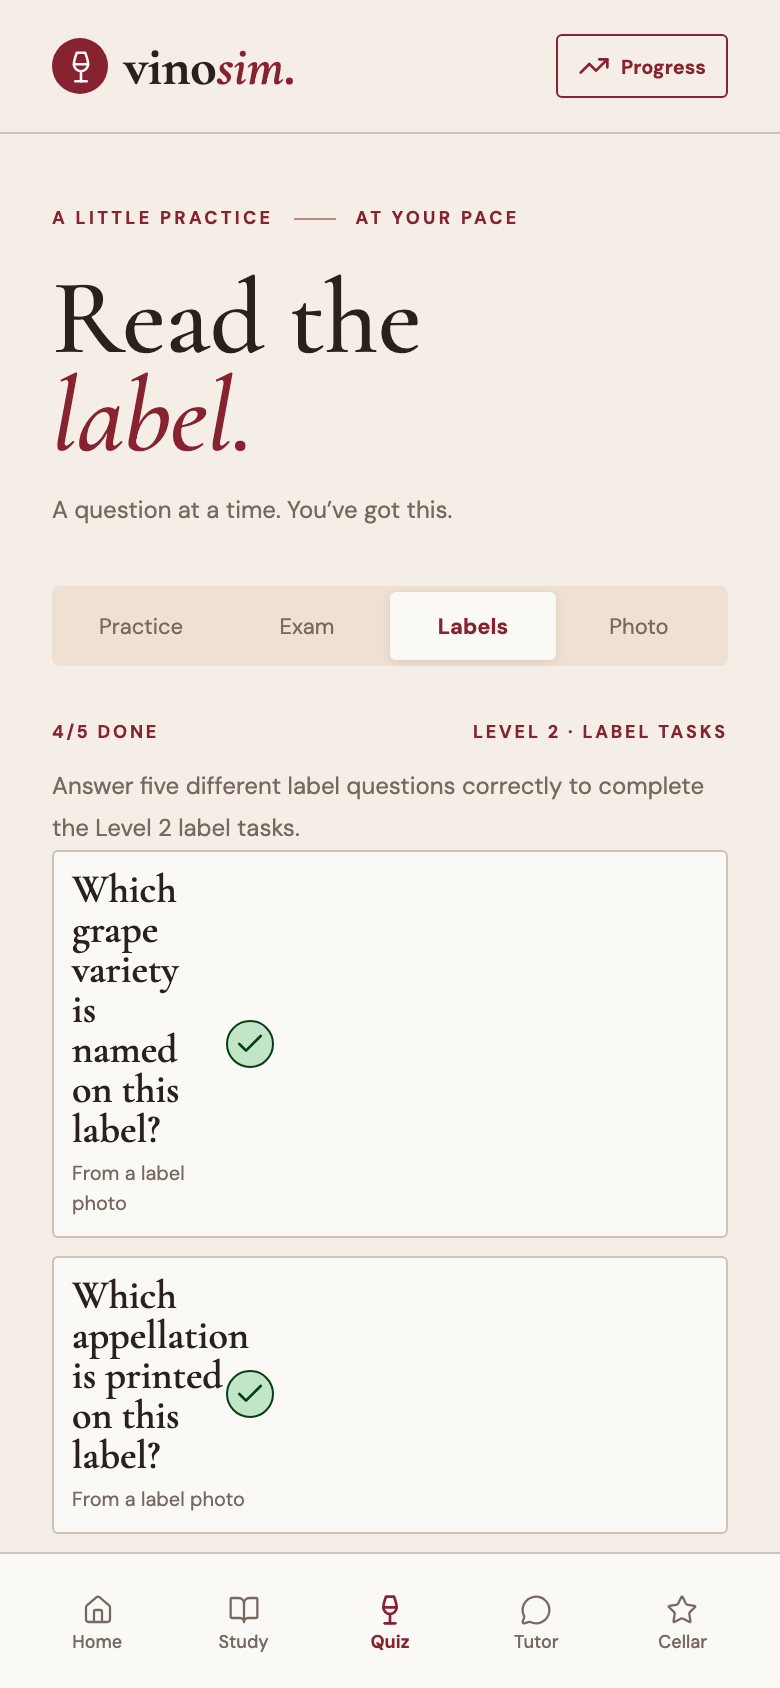 vinosim.
Progress
A LITTLE PRACTICE — AT YOUR PACE
Read the
label.
A question at a time. You’ve got this.
Practice Exam Labels Photo
4/5 DONE LEVEL 2 · LABEL TASKS
Answer five different label questions correctly to complete
the Level 2 label tasks.
Which
grape
variety
is
named
on this
label?
From a label
photo
Which
appellation
is printed
on this
label?
From a label photo
Home Study Quiz Tutor Cellar